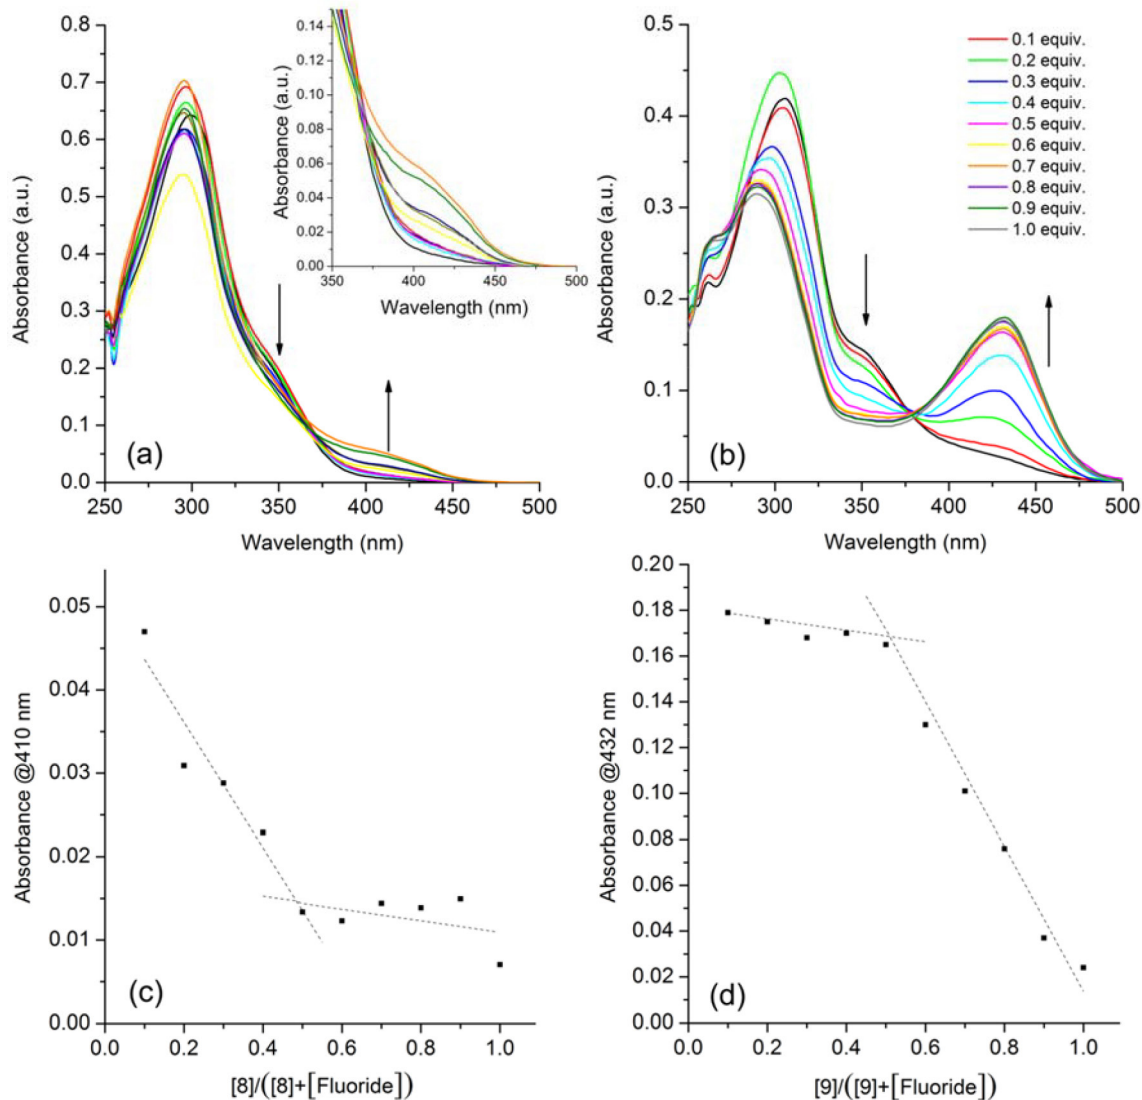 0.8
0.7
0.6
0.5
0.4
0.3
0.2
0.1
0.0
Absorbance (a.u.)
250 300 350 400 450 500
Wavelength (nm)
(a)
0.14
0.12
0.10
0.08
0.06
0.04
0.02
0.00
Absorbance (a.u.)
350 400 450 500
Wavelength (nm)
0.5
0.4
0.3
0.2
0.1
0.0
Absorbance (a.u.)
250 300 350 400 450 500
Wavelength (nm)
(b)
0.1 equiv.
0.2 equiv.
0.3 equiv.
0.4 equiv.
0.5 equiv.
0.6 equiv.
0.7 equiv.
0.8 equiv.
0.9 equiv.
1.0 equiv.
0.05
0.04
0.03
0.02
0.01
0.00
Absorbance @410 nm
0.0 0.2 0.4 0.6 0.8 1.0
[8]/([8]+[Fluoride])
(c)
0.20
0.18
0.16
0.14
0.12
0.10
0.08
0.06
0.04
0.02
0.00
Absorbance @432 nm
0.0 0.2 0.4 0.6 0.8 1.0
[9]/([9]+[Fluoride])
(d)